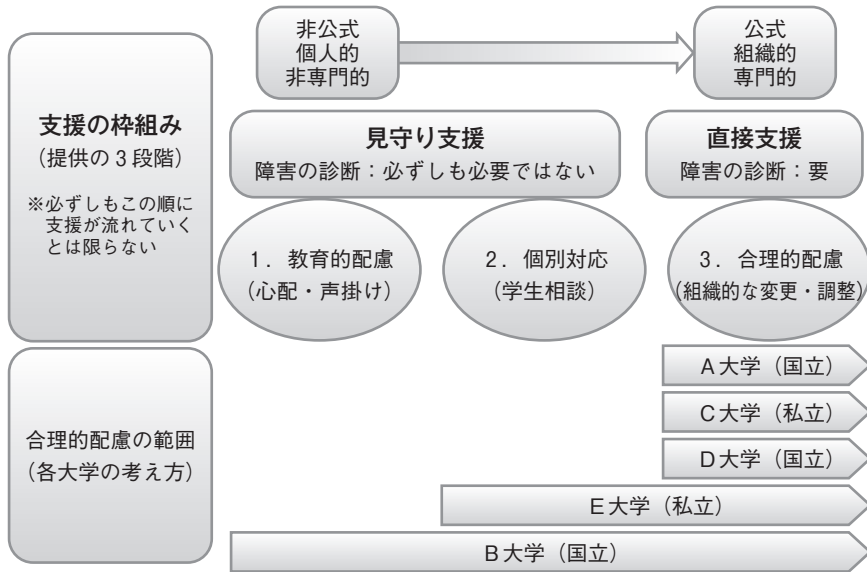 非公式
個人的
非専門的
公式
組織的
専門的
支援の枠組み
(提供の3段階)
※必ずしもこの順に
支援が流れていく
とは限らない
見守り支援
障害の診断：必ずしも必要ではない
直接支援
障害の診断：要
1．教育的配慮
(心配・声掛け)
2．個別対応
(学生相談)
3．合理的配慮
(組織的な変更・調整)
合理的配慮の範囲
(各大学の考え方)
A大学（国立）
C大学（私立）
D大学（国立）
E大学（私立）
B大学（国立）